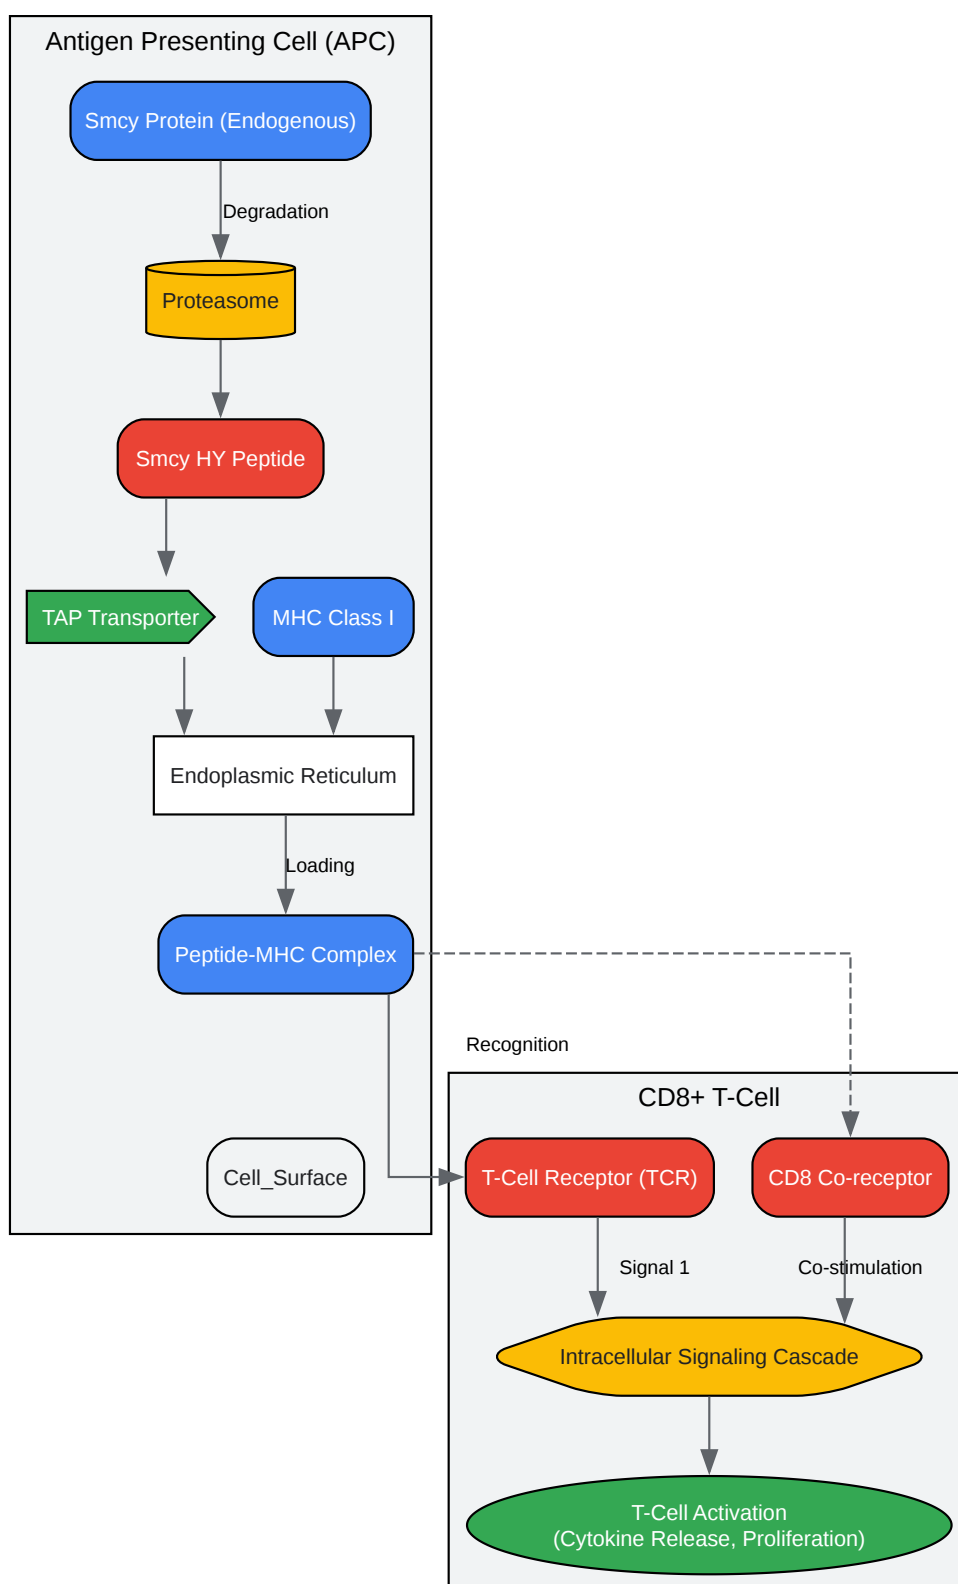 Antigen Presenting Cell (APC)
Smcy Protein (Endogenous)
Degradation
Proteasome
Smcy HY Peptide
TAP Transporter
MHC Class I
Endoplasmic Reticulum
Loading
Peptide-MHC Complex
Recognition
CD8+ T-Cell
Cell_Surface
T-Cell Receptor (TCR)
CD8 Co-receptor
Signal 1
Co-stimulation
Intracellular Signaling Cascade
T-Cell Activation
(Cytokine Release, Proliferation)